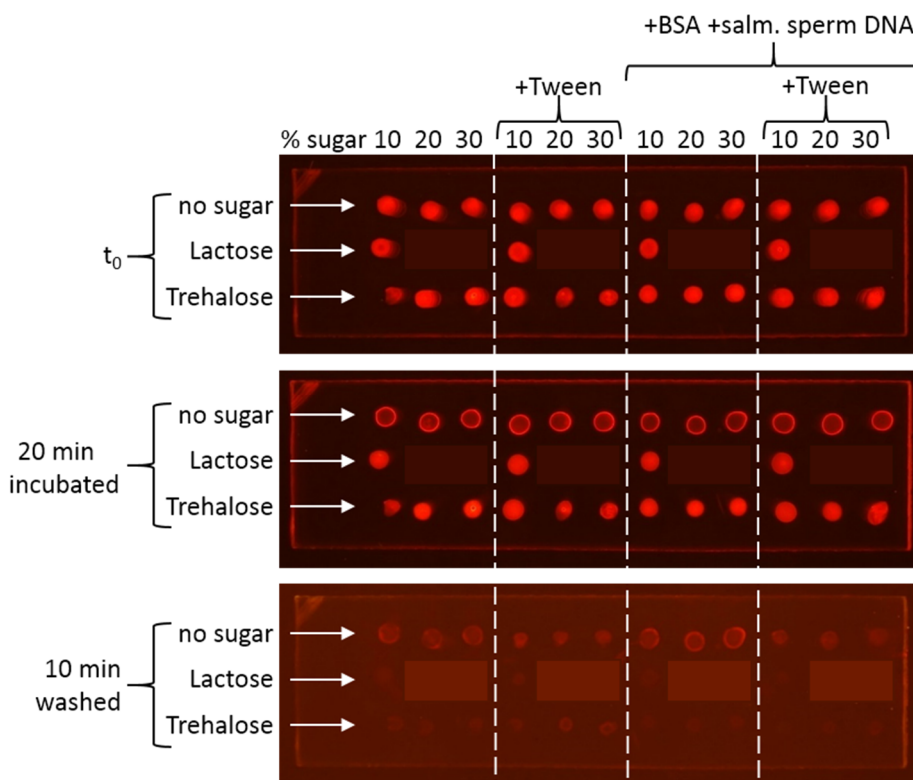 +BSA +salm. sperm DNA
+Tween +Tween
% sugar 10 20 30 10 20 30 10 20 30 10 20 30
t₀
no sugar
Lactose
Trehalose
20 min
incubated
no sugar
Lactose
Trehalose
10 min
washed
no sugar
Lactose
Trehalose